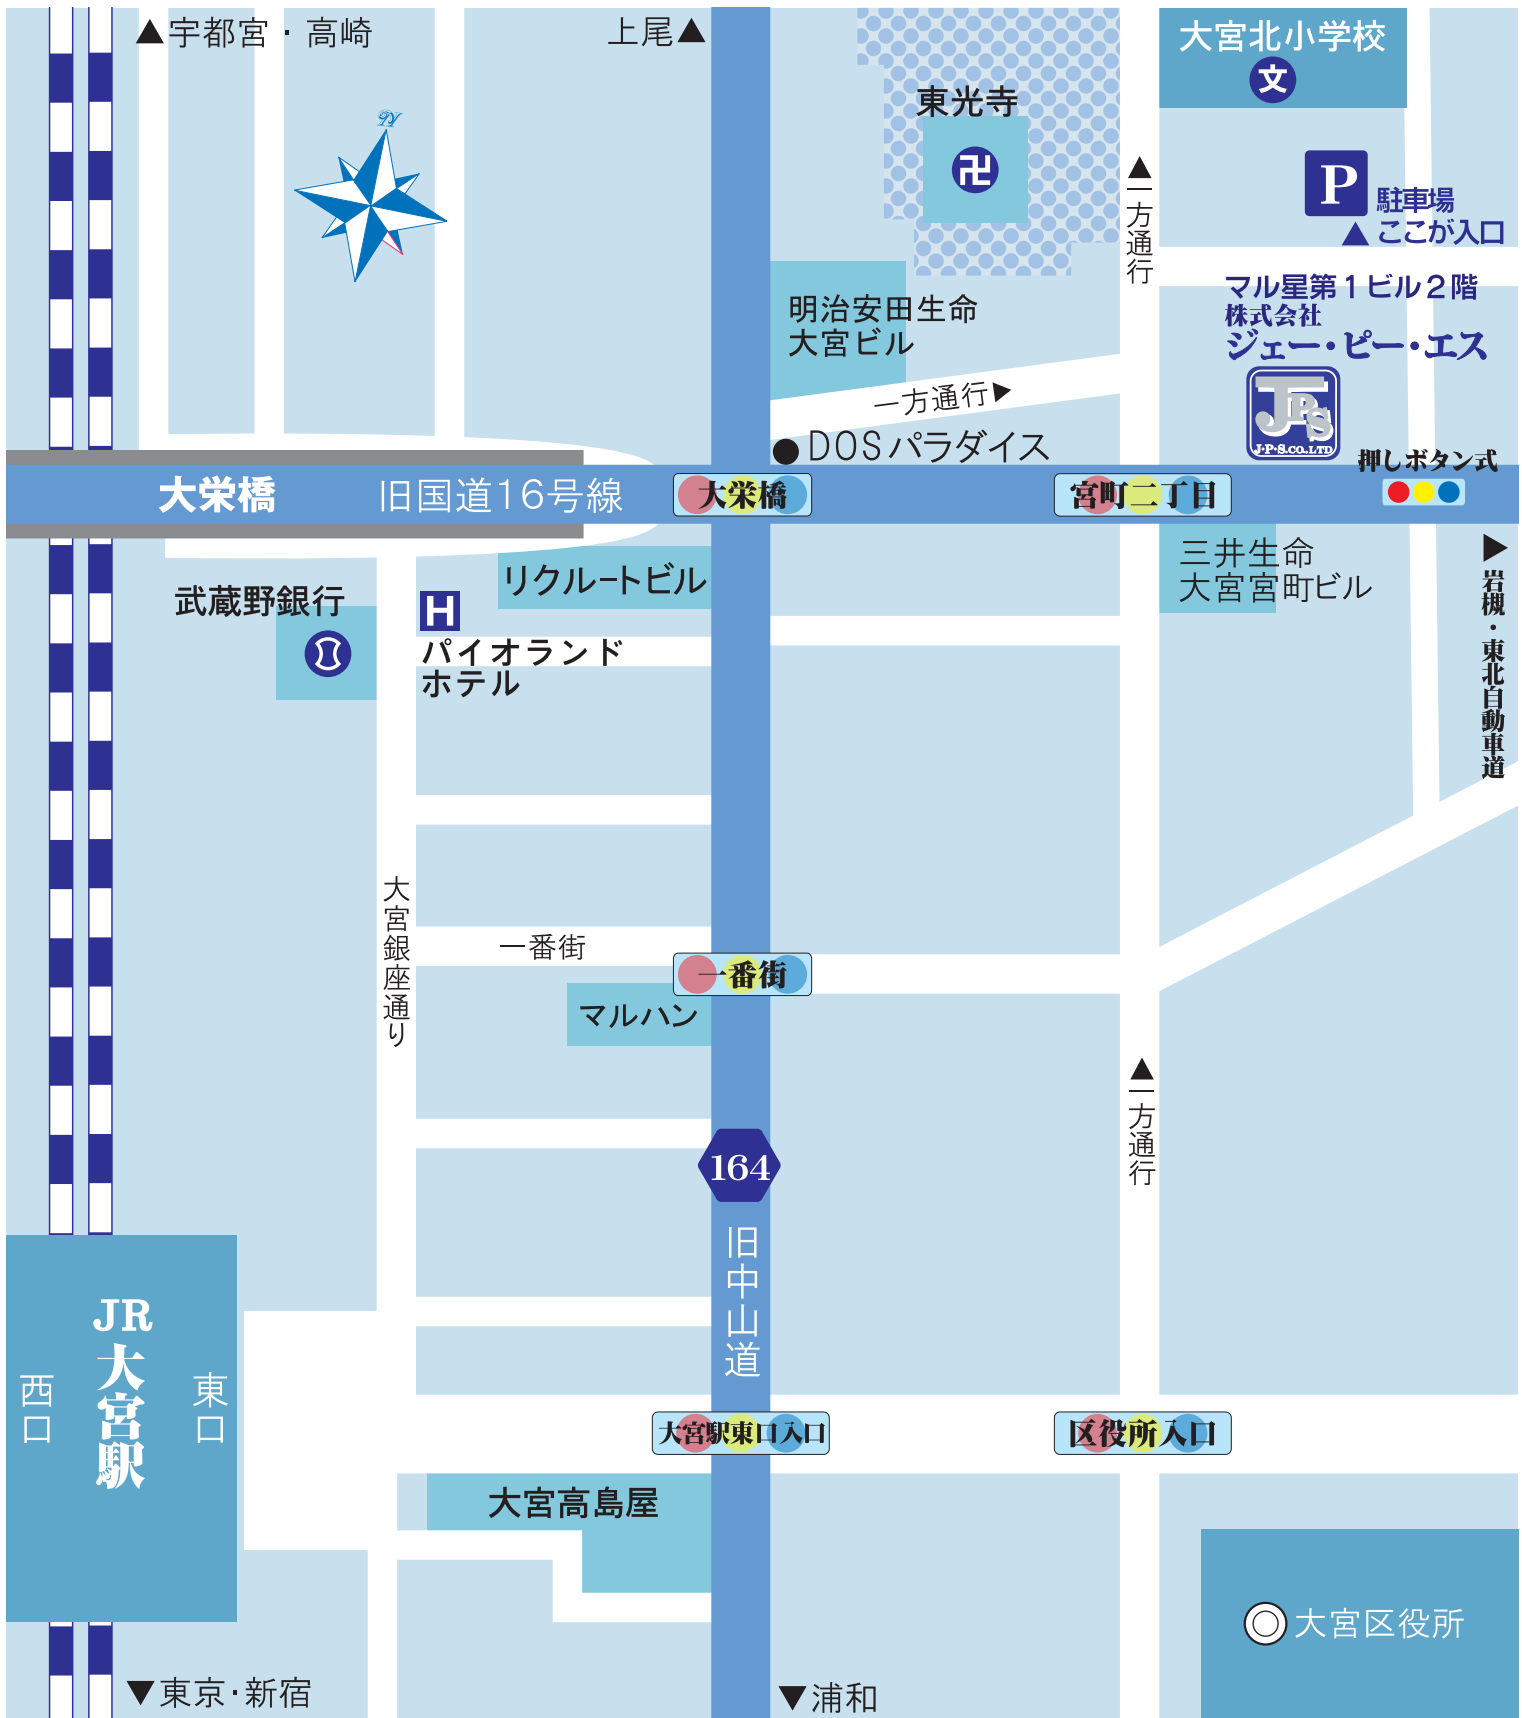 ▲宇都宮・高崎
上尾▲
大宮北小学校
文
N
東光寺
卍
▲一方通行
P
駐車場
▲ここが入口
マル星第1ビル2階
株式会社
ジェー・ピー・エス
JPS
J・P・S.CO.,LTD
明治安田生命
大宮ビル
一方通行▶
●DOSパラダイス
押しボタン式
大栄橋
旧国道16号線
大栄橋
宮町二丁目
三井生命
大宮宮町ビル
▶岩槻・東北自動車道
リクルートビル
武蔵野銀行
H
パイオランド
ホテル
大宮銀座通り
一番街
一番街
マルハン
▲一方通行
164
旧中山道
JR
大宮駅
西口
東口
大宮駅東口入口
区役所入口
大宮高島屋
◎大宮区役所
▼東京・新宿
▼浦和